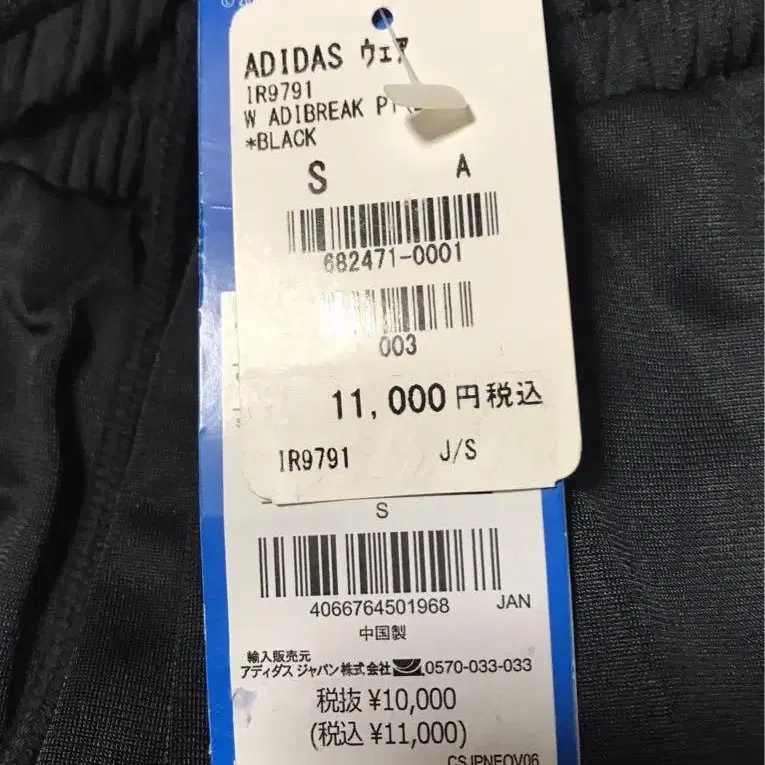 ADIDAS ウェア
IR9791
W ADIBREAK
*BLACK
S A
682471-0001
003
11,000円税込
IR9791 J/S
S
4066764501968 JAN
中国製
輸入販売元
アディダス ジャパン 株式会社 0570-033-033
税抜 ¥10,000
(税込 ¥11,000)
CSJPNEOV06